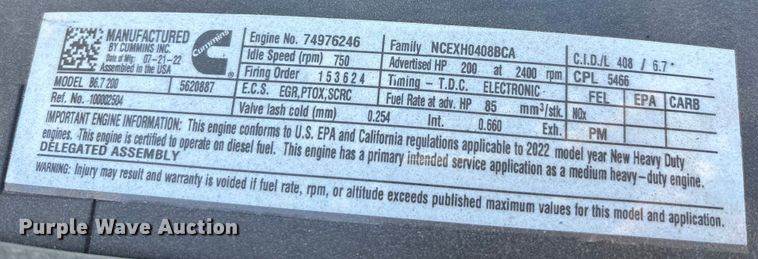 MANUFACTURED
BY CUMMINS INC.
Date of Mfg: 07-21-22
Made in the USA
MODEL B6.7 200 5620887
Ref. No. 10002504
Cummins
Engine No. 74976246
Idle Speed (rpm) 750
Firing Order 153624
E.C.S. EGR,PTOX,SCRC
Valve lash cold (mm) 0.254 Int. 0.660 Exh.
Family NCEXH0408BCA
Advertised HP 200 at 2400 rpm
Timing - T.D.C. ELECTRONIC
Fuel Rate at adv. HP 85 mm³/stk.
C.I.D./L 408 / 6.7
CPL 5466
FEL EPA CARB
NOx
PM
IMPORTANT ENGINE INFORMATION: This engine conforms to U.S. EPA and California regulations applicable to 2022 model year New Heavy Duty
engines. This engine is certified to operate on diesel fuel. This engine has a primary intended service application as a medium heavy-duty engine.
DELEGATED ASSEMBLY
WARNING: Injury may result and warranty is voided if fuel rate, rpm, or altitude exceeds published maximum values for this model and application.
Purple Wave Auction